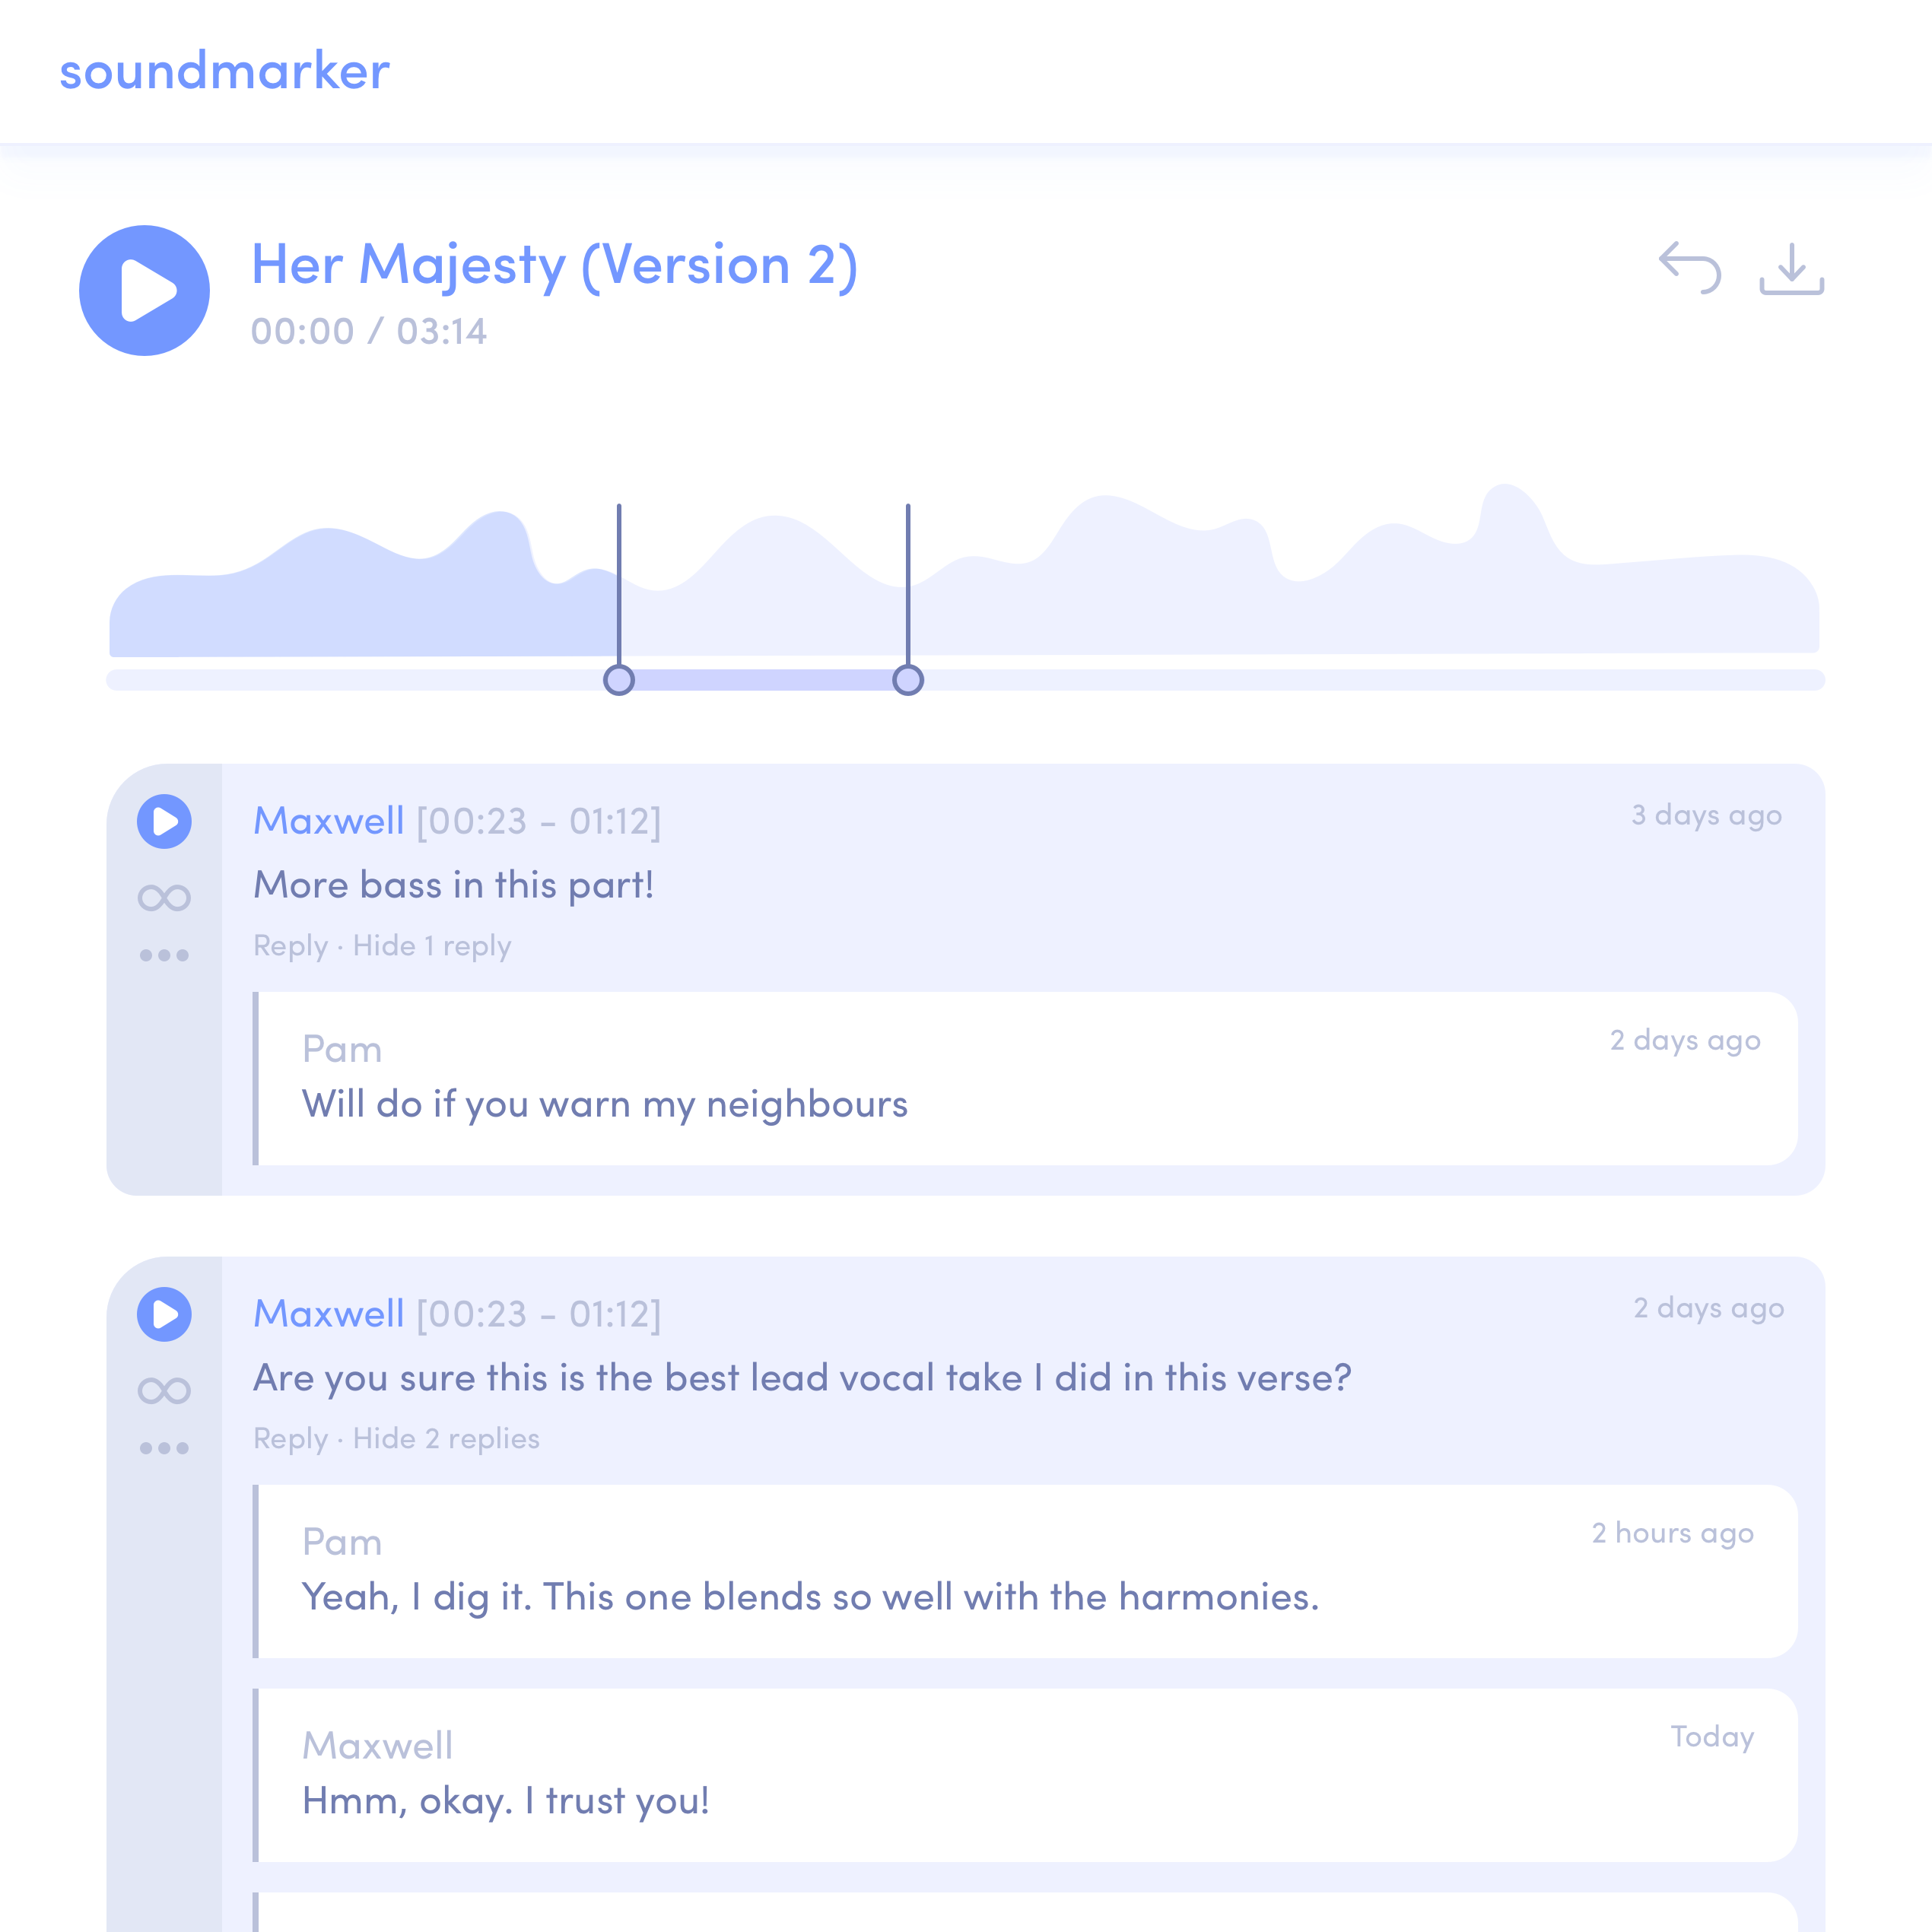 soundmarker
Her Majesty (Version 2)
00:00 / 03:14
Maxwell [00:23 - 01:12]
3 days ago
More bass in this part!
Reply · Hide 1 reply
Pam
2 days ago
Will do if you warn my neighbours
Maxwell [00:23 - 01:12]
2 days ago
Are you sure this is the best lead vocal take I did in this verse?
Reply · Hide 2 replies
Pam
2 hours ago
Yeah, I dig it. This one blends so well with the harmonies.
Maxwell
Today
Hmm, okay. I trust you!